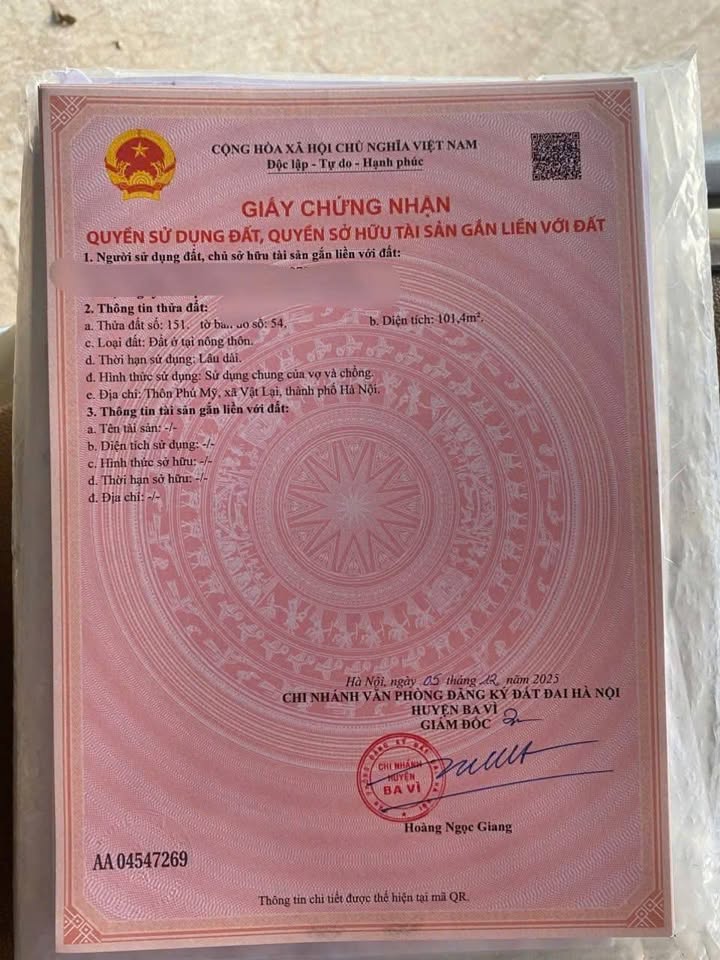 CỘNG HÒA XÃ HỘI CHỦ NGHĨA VIỆT NAM
Độc lập - Tự do - Hạnh phúc
GIẤY CHỨNG NHẬN
QUYỀN SỬ DỤNG ĐẤT, QUYỀN SỞ HỮU TÀI SẢN GẮN LIỀN VỚI ĐẤT
1. Người sử dụng đất, chủ sở hữu tài sản gắn liền với đất:
2. Thông tin thửa đất:
a. Thửa đất số: 151, tờ bản đồ số: 54, b. Diện tích: 101,4m².
c. Loại đất: Đất ở tại nông thôn.
d. Thời hạn sử dụng: Lâu dài.
đ. Hình thức sử dụng: Sử dụng chung của vợ và chồng.
e. Địa chỉ: Thôn Phú Mỹ, xã Vật Lại, thành phố Hà Nội.
3. Thông tin tài sản gắn liền với đất:
a. Tên tài sản: -/-
b. Diện tích sử dụng: -/-
c. Hình thức sở hữu: -/-
d. Thời hạn sở hữu: -/-
đ. Địa chỉ: -/-
Hà Nội, ngày 05 tháng 12 năm 2025
CHI NHÁNH VĂN PHÒNG ĐĂNG KÝ ĐẤT ĐAI HÀ NỘI
HUYỆN BA VÌ
GIÁM ĐỐC
CHI NHÁNH
HUYỆN
BA VÌ
Hoàng Ngọc Giang
AA 04547269
Thông tin chi tiết được thể hiện tại mã QR.